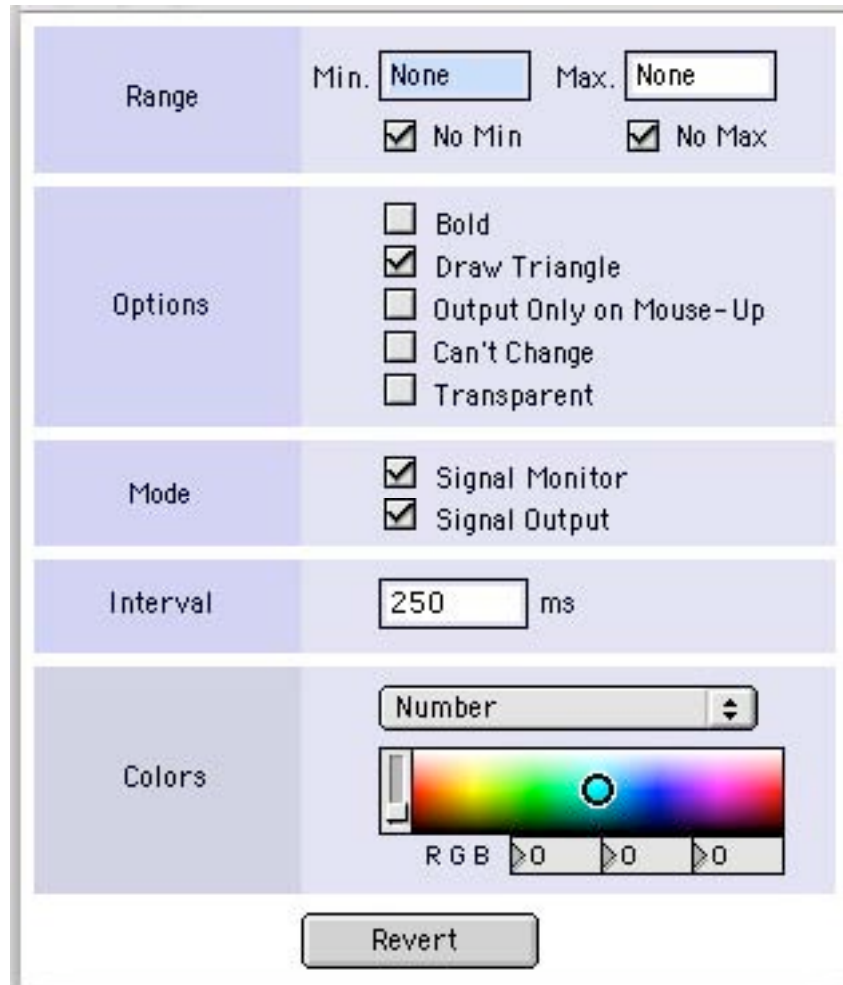 Range
Min. None Max. None
No Min No Max
Options
Bold
Draw Triangle
Output Only on Mouse-Up
Can't Change
Transparent
Mode
Signal Monitor
Signal Output
Interval
250 ms
Colors
Number
R G B 0 0 0
Revert